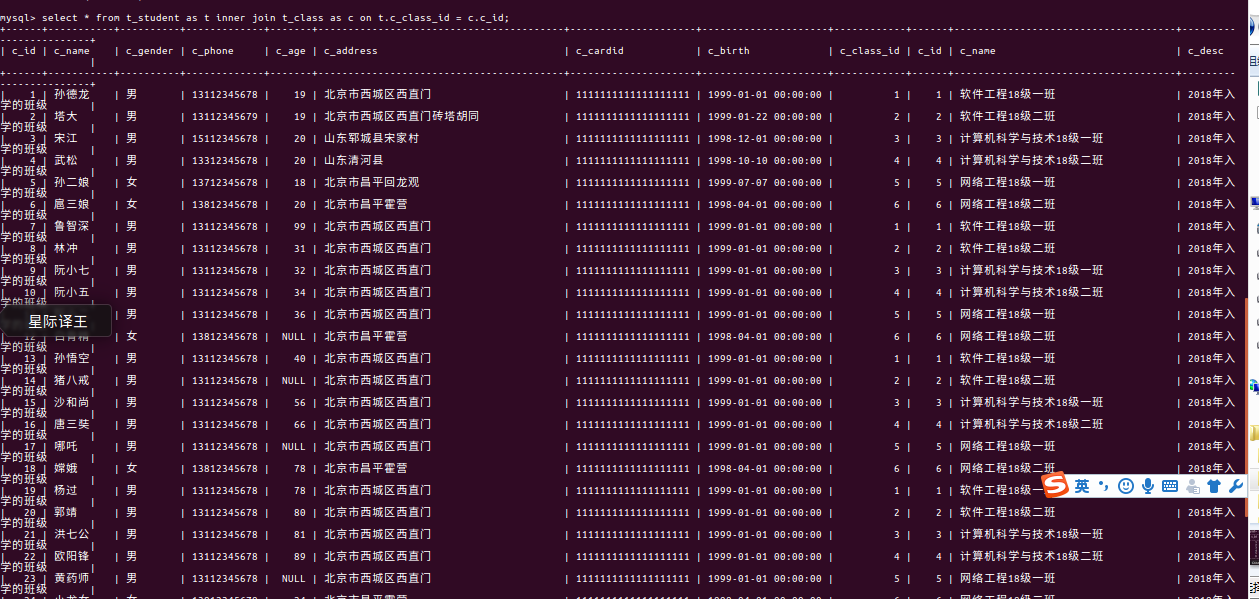 mysql> select * from t_student as t inner join t_class as c on t.c_class_id = c.c_id;
| c_id | c_name | c_gender | c_phone | c_age | c_address | c_cardid | c_birth | c_class_id | c_id | c_name | c_desc |
| 1 | 孙德龙 | 男 | 13112345678 | 19 | 北京市西城区西直门 | 111111111111111111 | 1999-01-01 00:00:00 | 1 | 1 | 软件工程18级一班 | 2018年入
学的班级 |
| 2 | 塔大 | 男 | 13112345679 | 19 | 北京市西城区西直门砖塔胡同 | 111111111111111111 | 1999-01-22 00:00:00 | 2 | 2 | 软件工程18级二班 | 2018年入
学的班级 |
| 3 | 宋江 | 男 | 15112345678 | 20 | 山东郓城县宋家村 | 111111111111111111 | 1998-12-01 00:00:00 | 3 | 3 | 计算机科学与技术18级一班 | 2018年入
学的班级 |
| 4 | 武松 | 男 | 13312345678 | 20 | 山东清河县 | 111111111111111111 | 1998-10-10 00:00:00 | 4 | 4 | 计算机科学与技术18级二班 | 2018年入
学的班级 |
| 5 | 孙二娘 | 女 | 13712345678 | 18 | 北京市昌平回龙观 | 111111111111111111 | 1999-07-07 00:00:00 | 5 | 5 | 网络工程18级一班 | 2018年入
学的班级 |
| 6 | 扈三娘 | 女 | 13812345678 | 20 | 北京市昌平霍营 | 111111111111111111 | 1998-04-01 00:00:00 | 6 | 6 | 网络工程18级二班 | 2018年入
学的班级 |
| 7 | 鲁智深 | 男 | 13112345678 | 99 | 北京市西城区西直门 | 111111111111111111 | 1999-01-01 00:00:00 | 1 | 1 | 软件工程18级一班 | 2018年入
学的班级 |
| 8 | 林冲 | 男 | 13112345678 | 31 | 北京市西城区西直门 | 111111111111111111 | 1999-01-01 00:00:00 | 2 | 2 | 软件工程18级二班 | 2018年入
学的班级 |
| 9 | 阮小七 | 男 | 13112345678 | 32 | 北京市西城区西直门 | 111111111111111111 | 1999-01-01 00:00:00 | 3 | 3 | 计算机科学与技术18级一班 | 2018年入
学的班级 |
| 10 | 阮小五 | 男 | 13112345678 | 34 | 北京市西城区西直门 | 111111111111111111 | 1999-01-01 00:00:00 | 4 | 4 | 计算机科学与技术18级二班 | 2018年入
学的班级 |
| 男 | 13112345678 | 36 | 北京市西城区西直门 | 111111111111111111 | 1999-01-01 00:00:00 | 5 | 5 | 网络工程18级一班 | 2018年入
星际译王
| 女 | 13812345678 | NULL | 北京市昌平霍营 | 111111111111111111 | 1998-04-01 00:00:00 | 6 | 6 | 网络工程18级二班 | 2018年入
学的班级 |
| 13 | 孙悟空 | 男 | 13112345678 | 40 | 北京市西城区西直门 | 111111111111111111 | 1999-01-01 00:00:00 | 1 | 1 | 软件工程18级一班 | 2018年入
学的班级 |
| 14 | 猪八戒 | 男 | 13112345678 | NULL | 北京市西城区西直门 | 111111111111111111 | 1999-01-01 00:00:00 | 2 | 2 | 软件工程18级二班 | 2018年入
学的班级 |
| 15 | 沙和尚 | 男 | 13112345678 | 56 | 北京市西城区西直门 | 111111111111111111 | 1999-01-01 00:00:00 | 3 | 3 | 计算机科学与技术18级一班 | 2018年入
学的班级 |
| 16 | 唐三奘 | 男 | 13112345678 | 66 | 北京市西城区西直门 | 111111111111111111 | 1999-01-01 00:00:00 | 4 | 4 | 计算机科学与技术18级二班 | 2018年入
学的班级 |
| 17 | 哪吒 | 男 | 13112345678 | NULL | 北京市西城区西直门 | 111111111111111111 | 1999-01-01 00:00:00 | 5 | 5 | 网络工程18级一班 | 2018年入
学的班级 |
| 18 | 嫦娥 | 女 | 13812345678 | 78 | 北京市昌平霍营 | 111111111111111111 | 1998-04-01 00:00:00 | 6 | 6 | 网络工程18级二班 | 2018年入
学的班级 |
| 19 | 杨过 | 男 | 13112345678 | 78 | 北京市西城区西直门 | 111111111111111111 | 1999-01-01 00:00:00 | 1 | 1 | 软件工程18级一
英
学的班级 |
| 20 | 郭靖 | 男 | 13112345678 | 80 | 北京市西城区西直门 | 111111111111111111 | 1999-01-01 00:00:00 | 2 | 2 | 软件工程18级二班 | 2018年入
学的班级 |
| 21 | 洪七公 | 男 | 13112345678 | 81 | 北京市西城区西直门 | 111111111111111111 | 1999-01-01 00:00:00 | 3 | 3 | 计算机科学与技术18级一班 | 2018年入
学的班级 |
| 22 | 欧阳锋 | 男 | 13112345678 | 89 | 北京市西城区西直门 | 111111111111111111 | 1999-01-01 00:00:00 | 4 | 4 | 计算机科学与技术18级二班 | 2018年入
学的班级 |
| 23 | 黄药师 | 男 | 13112345678 | NULL | 北京市西城区西直门 | 111111111111111111 | 1999-01-01 00:00:00 | 5 | 5 | 网络工程18级一班 | 2018年入
学的班级 |